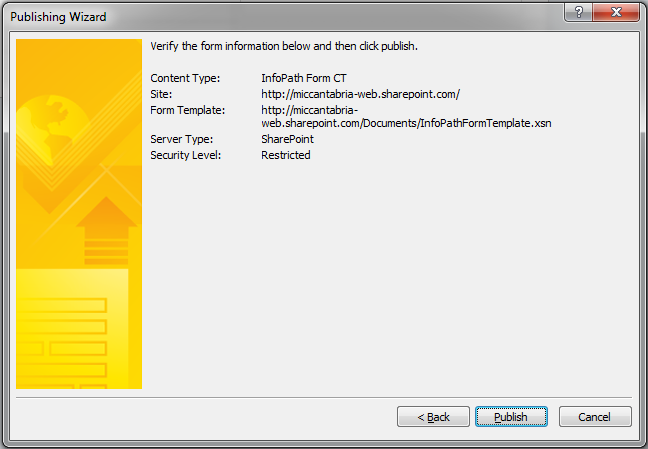 Publishing Wizard
?
Verify the form information below and then click publish.
Content Type: InfoPath Form CT
Site: http://miccantabria-web.sharepoint.com/
Form Template: http://miccantabria-
web.sharepoint.com/Documents/InfoPathFormTemplate.xsn
Server Type: SharePoint
Security Level: Restricted
< Back Publish Cancel